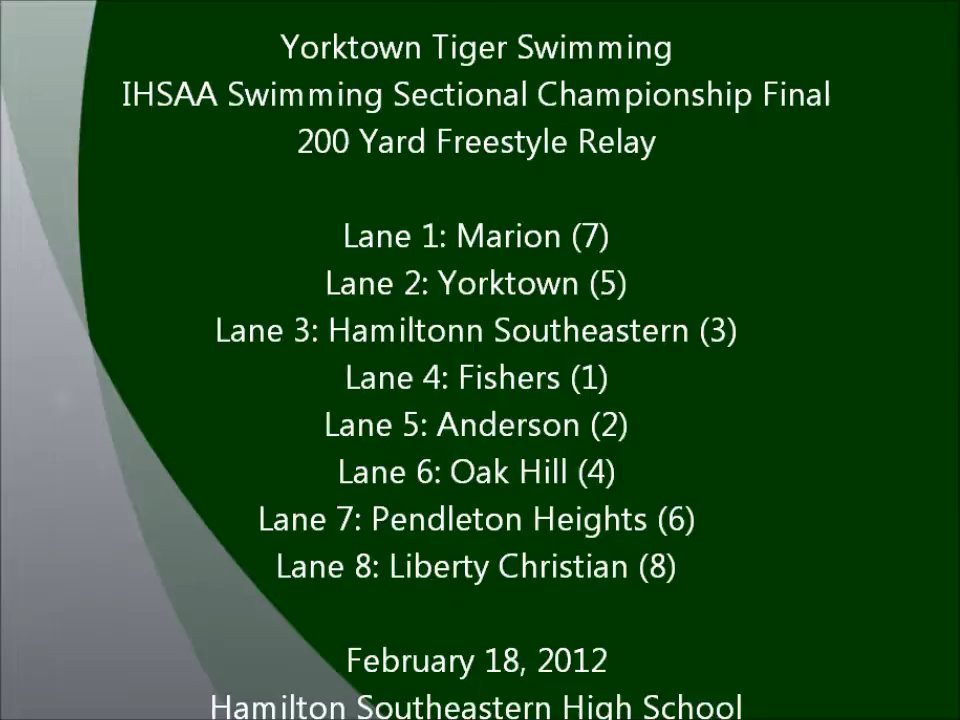 Yorktown Tiger Swimming
IHSAA Swimming Sectional Championship Final
200 Yard Freestyle Relay
Lane 1: Marion (7)
Lane 2: Yorktown (5)
Lane 3: Hamiltonn Southeastern (3)
Lane 4: Fishers (1)
Lane 5: Anderson (2)
Lane 6: Oak Hill (4)
Lane 7: Pendleton Heights (6)
Lane 8: Liberty Christian (8)
February 18, 2012
Hamilton Southeastern High School